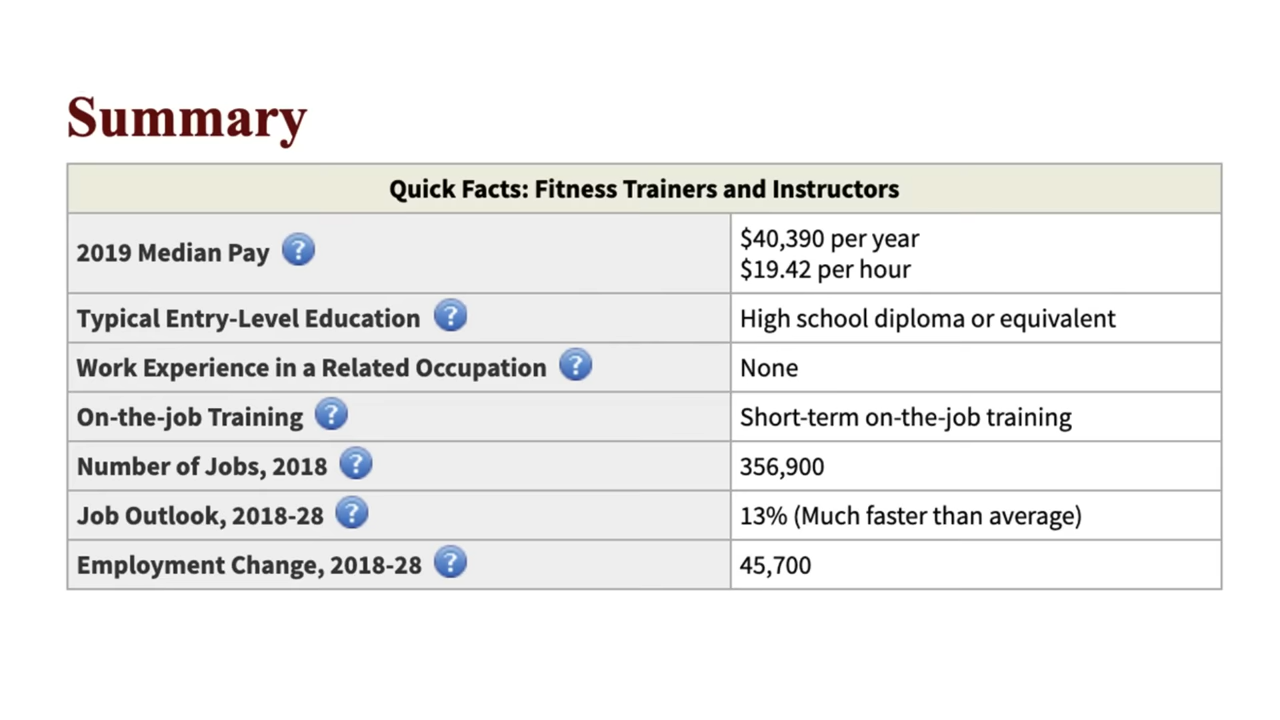 Summary
Quick Facts: Fitness Trainers and Instructors
2019 Median Pay ?
$40,390 per year
$19.42 per hour
Typical Entry-Level Education ?
High school diploma or equivalent
Work Experience in a Related Occupation ?
None
On-the-job Training ?
Short-term on-the-job training
Number of Jobs, 2018 ?
356,900
Job Outlook, 2018-28 ?
13% (Much faster than average)
Employment Change, 2018-28 ?
45,700